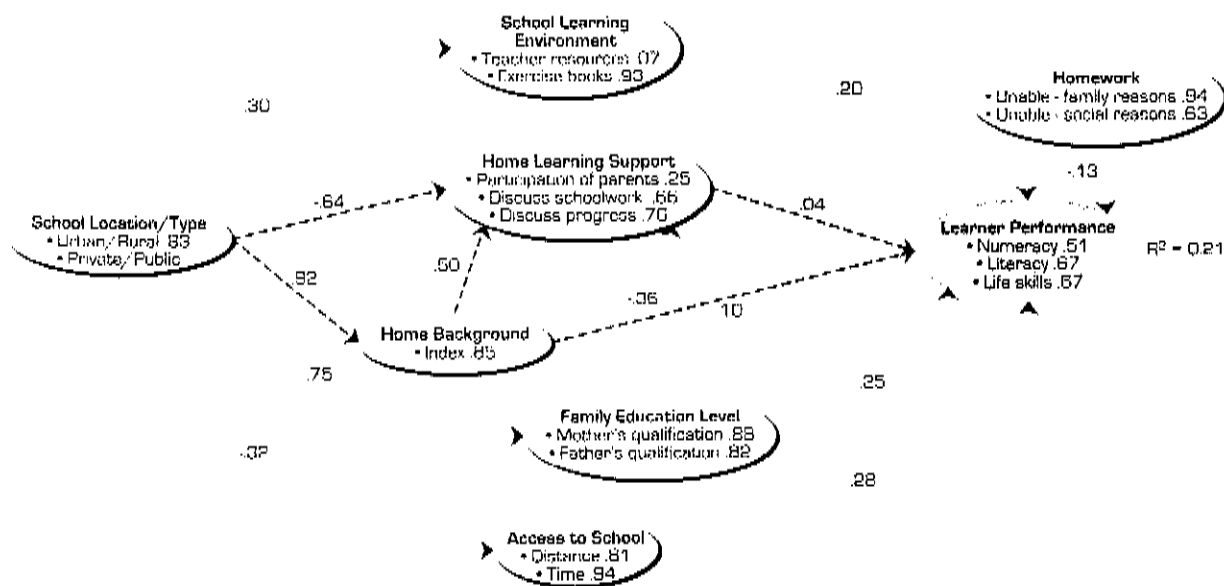 School Learning
Environment
• Teacher resources .07
• Exercise books .93
.30
.20
Homework
• Unable - family reasons .94
• Unable - social reasons .63
-.13
Home Learning Support
• Participation of parents .25
• Discuss schoolwork .66
• Discuss progress .70
-.64
.04
School Location/Type
• Urban/Rural .83
• Private/Public
Learner Performance
• Numeracy .51
• Literacy .67
• Life skills .67
R² = 0.21
.92
.50
-.06
.10
Home Background
• Index .85
.75
.25
Family Education Level
• Mother's qualification .88
• Father's qualification .82
-.32
.28
Access to School
• Distance .81
• Time .94